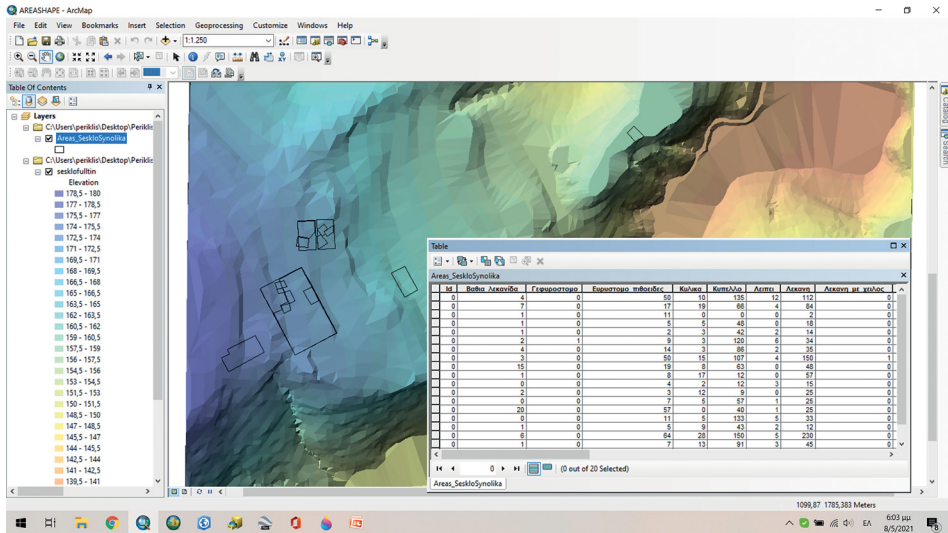 AREASHAPE - ArcMap
File Edit View Bookmarks Insert Selection Geoprocessing Customize Windows Help
1:1.250
Table Of Contents
Layers
C:\Users\periklis\Desktop\Periklis
Areas_SeskloSynolika
C:\Users\periklis\Desktop\Periklis
sesklofulltin
Elevation
178,5 - 180
177 - 178,5
175,5 - 177
174 - 175,5
172,5 - 174
171 - 172,5
169,5 - 171
168 - 169,5
166,5 - 168
165 - 166,5
163,5 - 165
162 - 163,5
160,5 - 162
159 - 160,5
157,5 - 159
156 - 157,5
154,5 - 156
153 - 154,5
151,5 - 153
150 - 151,5
148,5 - 150
147 - 148,5
145,5 - 147
144 - 145,5
142,5 - 144
141 - 142,5
139,5 - 141
Catalog
Search
Table
Areas_SeskloSynolika
Id Βαθια λεκανίδα Γεφυροστομο Ευρυστομο πιθοειδες Κυλικα Κυπελλο Λεπτει Λεκανη Λεκανη με χειλος
0 4 0 50 10 135 12 112 0
0 7 0 17 19 66 4 84 0
0 1 0 11 0 0 0 2 0
0 1 0 5 5 48 0 18 0
0 1 0 2 3 42 2 14 0
0 2 1 9 3 120 6 34 0
0 4 0 14 3 86 2 35 0
0 3 0 50 15 107 4 150 1
0 15 0 19 8 63 0 48 0
0 1 0 8 17 12 0 57 0
0 0 0 4 2 12 3 15 0
0 2 0 3 12 9 0 25 0
0 0 0 7 5 57 1 25 0
0 20 0 57 0 40 1 25 0
0 0 0 11 5 133 5 33 0
0 1 0 5 9 43 2 12 0
0 6 0 64 28 150 5 230 0
0 1 0 7 13 91 3 45 0
0 (0 out of 20 Selected)
Areas_SeskloSynolika
1099,87 1785,383 Meters
ΕΛ
6:03 μμ
8/5/2021
8